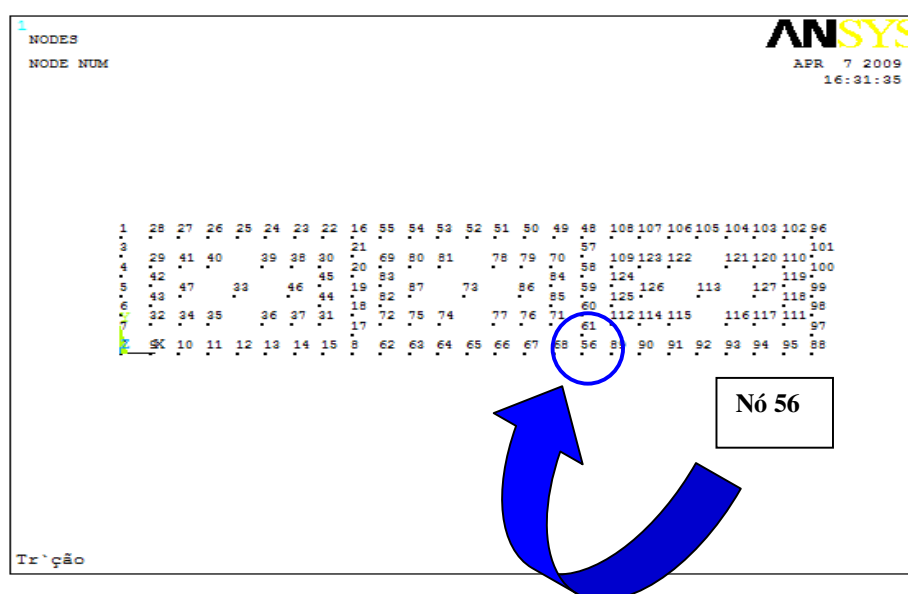 1
NODES
NODE NUM
ANSYS
APR 7 2009
16:31:35
1 28 27 26 25 24 23 22 16 55 54 53 52 51 50 49 48 108 107 106 105 104 103 102 96
3 21 57 101
29 41 40 39 38 30 69 80 81 78 79 70 109 123 122 121 120 110
4 20 58 100
42 45 83 84 124 119
5 47 33 46 19 87 73 86 59 126 113 127 99
43 44 82 85 125 118
6 18 60 98
Y 32 34 35 36 37 31 72 75 74 77 76 71 112 114 115 116 117 111
7 17 61 97
Z 9 X 10 11 12 13 14 15 8 62 63 64 65 66 67 68 56 89 90 91 92 93 94 95 88
Nó 56
Tr`ção